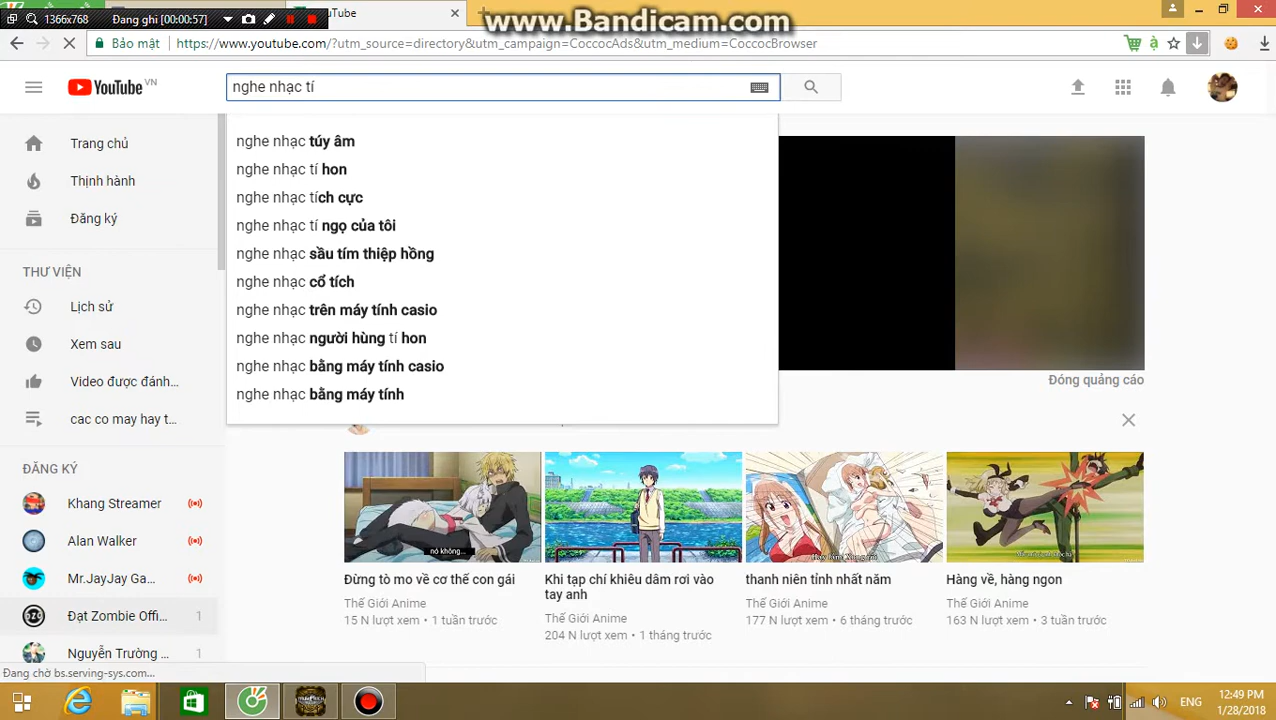 www.Bandicam.com
1366x768 Đang ghi [00:00:57]
uTube
Bảo mật https://www.youtube.com/?utm_source=directory&utm_campaign=CoccocAds&utm_medium=CoccocBrowser
YouTube VN
nghe nhạc tí
nghe nhạc túy âm
nghe nhạc tí hon
nghe nhạc tích cực
nghe nhạc tí ngọ của tôi
nghe nhạc sầu tím thiệp hồng
nghe nhạc cổ tích
nghe nhạc trên máy tính casio
nghe nhạc người hùng tí hon
nghe nhạc bằng máy tính casio
nghe nhạc bằng máy tính
Trang chủ
Thịnh hành
Đăng ký
THƯ VIỆN
Lịch sử
Xem sau
Video được đánh...
cac co may hay t...
ĐĂNG KÝ
Khang Streamer
Alan Walker
Mr.JayJay Ga...
Đạt Zombie Offi... 1
Nguyễn Trường ... 1
Đóng quảng cáo
nó không...
Đừng tò mo về cơ thế con gái
Thế Giới Anime
15 N lượt xem • 1 tuần trước
Khi tạp chí khiêu dâm rơi vào
tay anh
Thế Giới Anime
204 N lượt xem • 1 tháng trước
thanh niên tỉnh nhất năm
Thế Giới Anime
177 N lượt xem • 6 tháng trước
Hàng về, hàng ngon
Thế Giới Anime
163 N lượt xem • 3 tuần trước
Đang chờ bs.serving-sys.com...
ENG
12:49 PM
1/28/2018